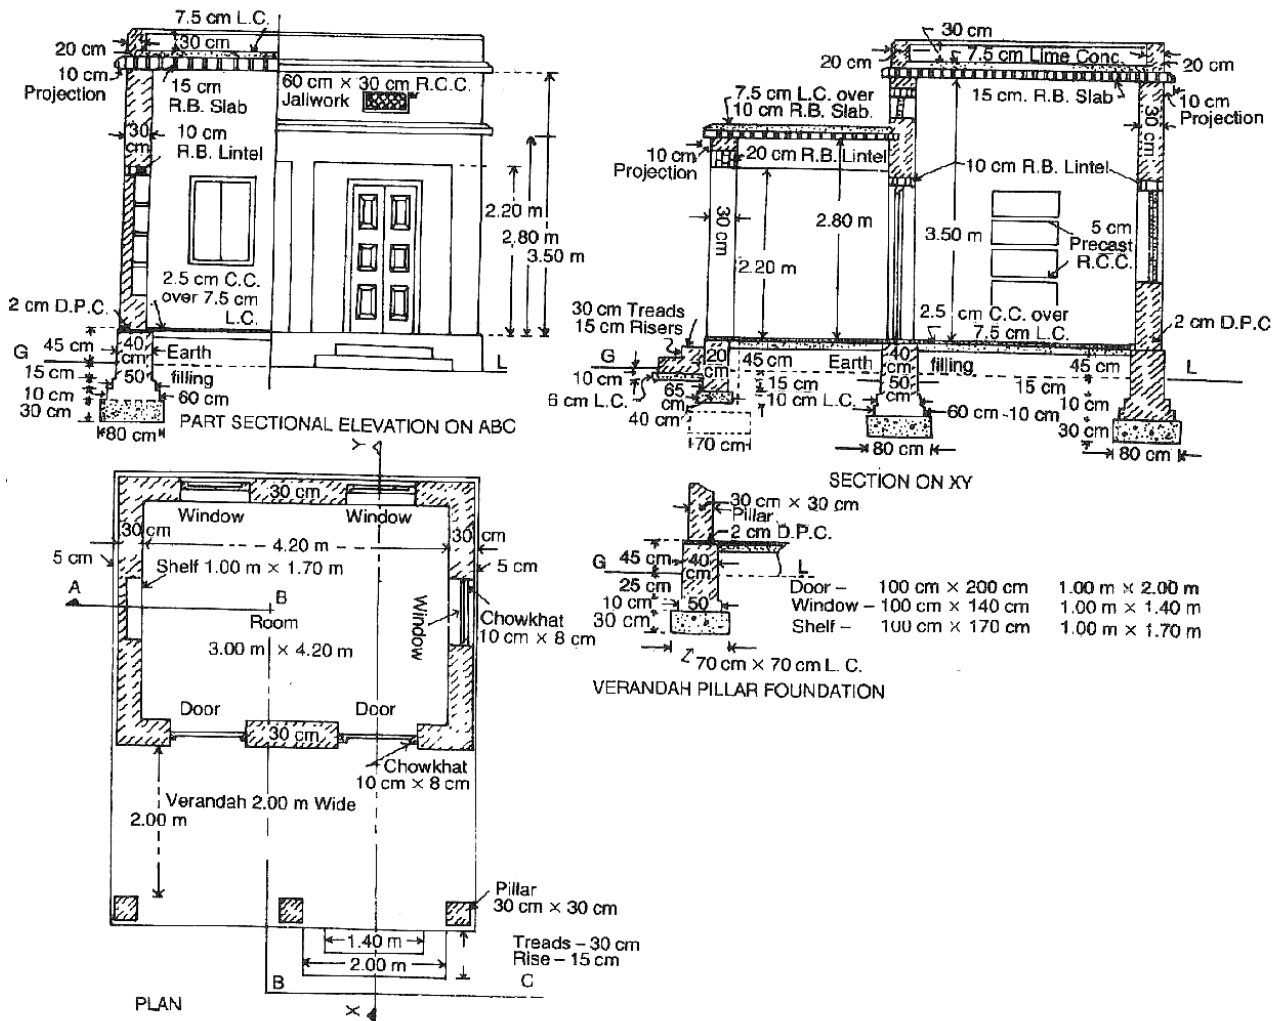 7.5 cm L.C.
20 cm
30 cm
10 cm
Projection
15 cm
R.B. Slab
60 cm × 30 cm R.C.C.
Jallwork
30
cm
10 cm
R.B. Lintel
2.20 m
2.80 m
3.50 m
2.5 cm C.C.
over 7.5 cm
L.C.
2 cm D.P.C.
45 cm
40
cm
Earth
filling
G
L
15 cm
50
10 cm
60 cm
30 cm
80 cm
PART SECTIONAL ELEVATION ON ABC
30 cm
7.5 cm Lime Conc.
20 cm
20 cm
15 cm. R.B. Slab
10 cm
Projection
7.5 cm L.C. over
10 cm R.B. Slab.
30 cm
10 cm
Projection
20 cm R.B. Lintel
10 cm R.B. Lintel
30 cm
2.20 m
2.80 m
3.50 m
5 cm
Precast
R.C.C.
30 cm Treads
15 cm Risers
2.5 cm C.C. over
7.5 cm L.C.
2 cm D.P.C
G
20
cm
45 cm
Earth
40
cm
filling
45 cm
L
10 cm
6 cm L.C.
65
cm
40 cm
15 cm
10 cm L.C.
50
60 cm
10 cm
15 cm
10 cm
30 cm
70 cm
80 cm
80 cm
SECTION ON XY
Y
30 cm
Window
Window
30 cm
30 cm
4.20 m
5 cm
5 cm
Shelf 1.00 m × 1.70 m
A
B
Room
3.00 m × 4.20 m
Window
Chowkhat
10 cm × 8 cm
Door
Door
30 cm
Chowkhat
10 cm × 8 cm
Verandah 2.00 m Wide
2.00 m
Pillar
30 cm × 30 cm
1.40 m
2.00 m
Treads – 30 cm
Rise – 15 cm
B
C
X
PLAN
30 cm × 30 cm
Pillar
2 cm D.P.C.
G
45 cm
40
cm
L
25 cm
10 cm
50
30 cm
70 cm × 70 cm L. C.
VERANDAH PILLAR FOUNDATION
Door – 100 cm × 200 cm 1.00 m × 2.00 m
Window – 100 cm × 140 cm 1.00 m × 1.40 m
Shelf – 100 cm × 170 cm 1.00 m × 1.70 m